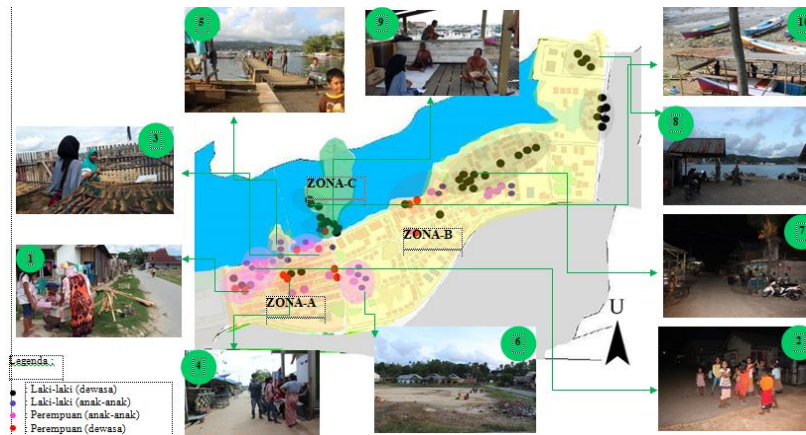 5
9
10
3
8
ZONA-C
ZONA-B
1
7
ZONA-A
U
6
4
2
Legenda :
: Laki-laki (dewasa)
: Laki-laki (anak-anak)
: Perempuan (anak-anak)
: Perempuan (dewasa)